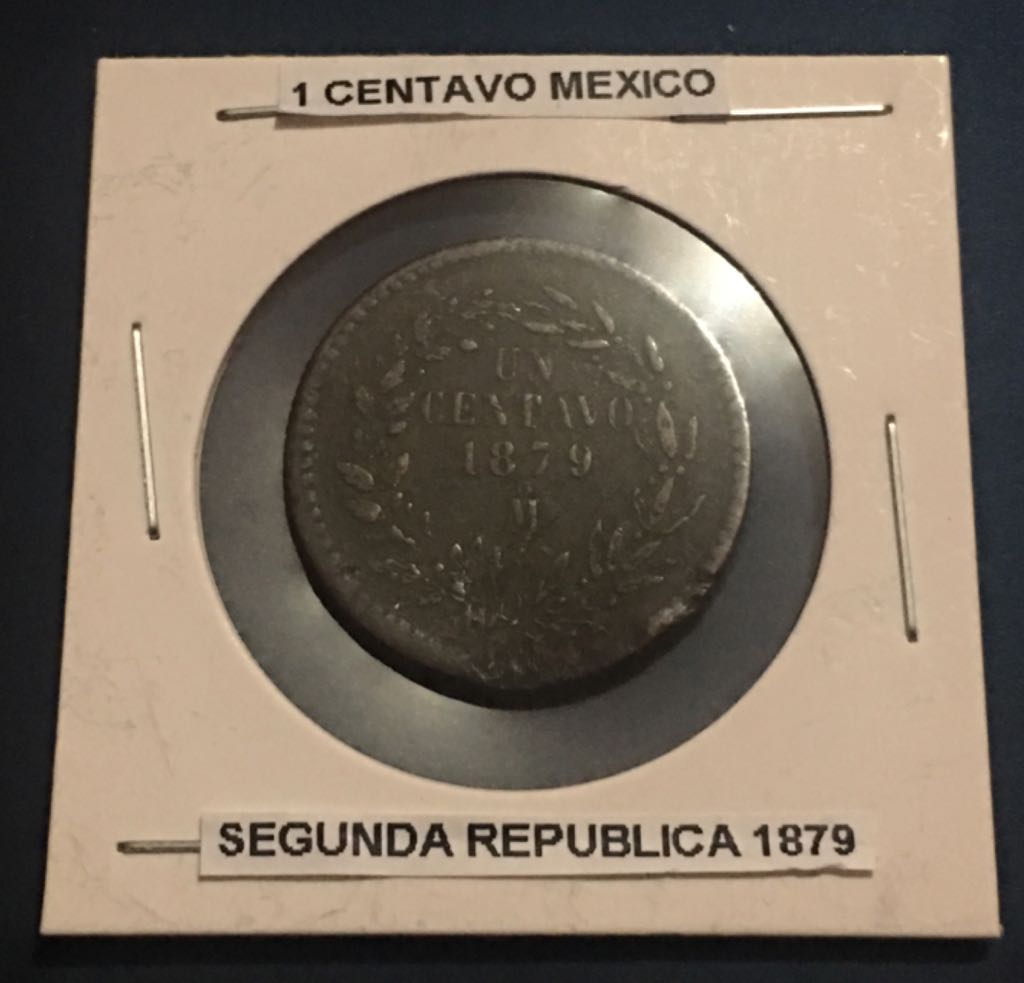 1 CENTAVO MEXICO
UN
CENTAVO
1879
SEGUNDA REPUBLICA 1879